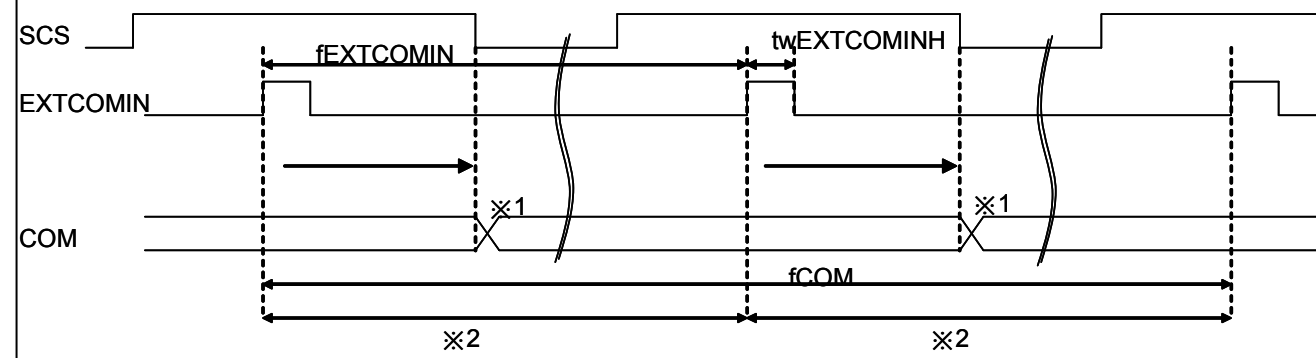 SCS
fEXTCOMIN
twEXTCOMINH
EXTCOMIN
※1
※1
COM
fCOM
※2
※2